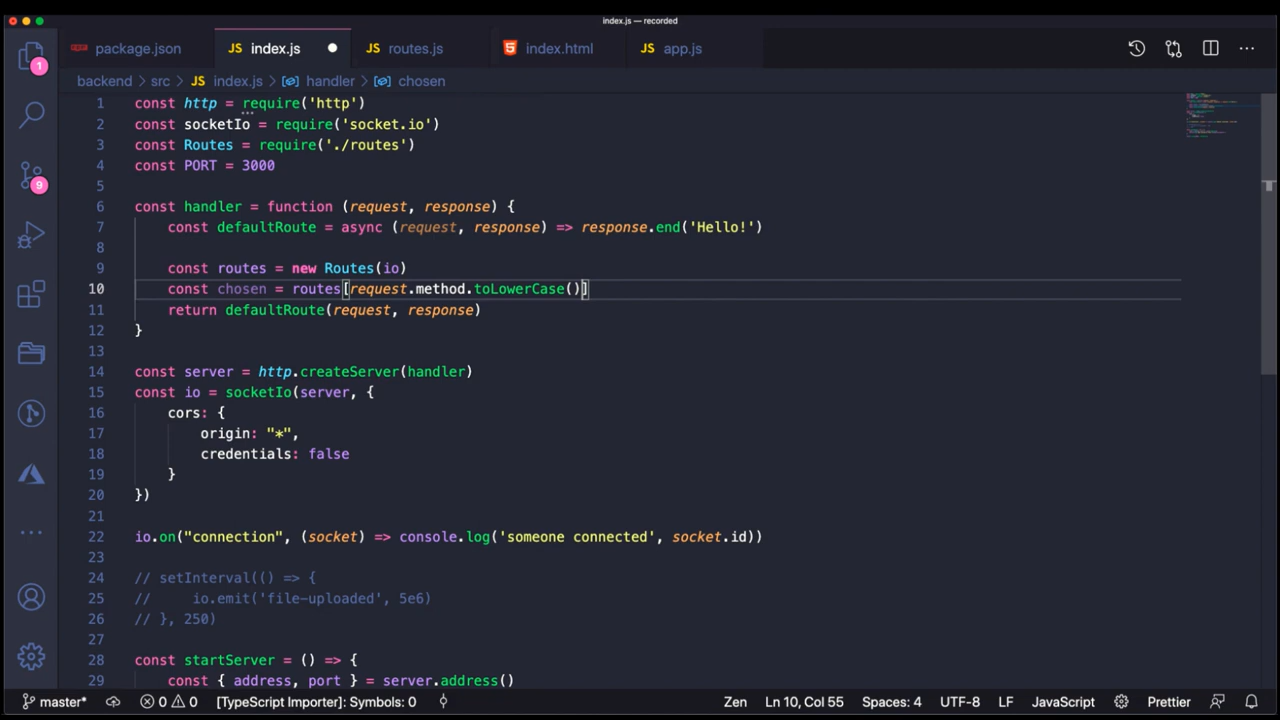 index.js — recorded
package.json
JS index.js
JS routes.js
5 index.html
JS app.js
backend > src > JS index.js > handler > chosen
1 const http = require('http')
2 const socketIo = require('socket.io')
3 const Routes = require('./routes')
4 const PORT = 3000
5
6 const handler = function (request, response) {
7 const defaultRoute = async (request, response) => response.end('Hello!')
8
9 const routes = new Routes(io)
10 const chosen = routes[request.method.toLowerCase()]
11 return defaultRoute(request, response)
12 }
13
14 const server = http.createServer(handler)
15 const io = socketIo(server, {
16 cors: {
17 origin: "*",
18 credentials: false
19 }
20 })
21
22 io.on("connection", (socket) => console.log('someone connected', socket.id))
23
24 // setInterval(() => {
25 // io.emit('file-uploaded', 5e6)
26 // }, 250)
27
28 const startServer = () => {
29 const { address, port } = server.address()
1
9
master* 0 0 [TypeScript Importer]: Symbols: 0 Zen Ln 10, Col 55 Spaces: 4 UTF-8 LF JavaScript Prettier